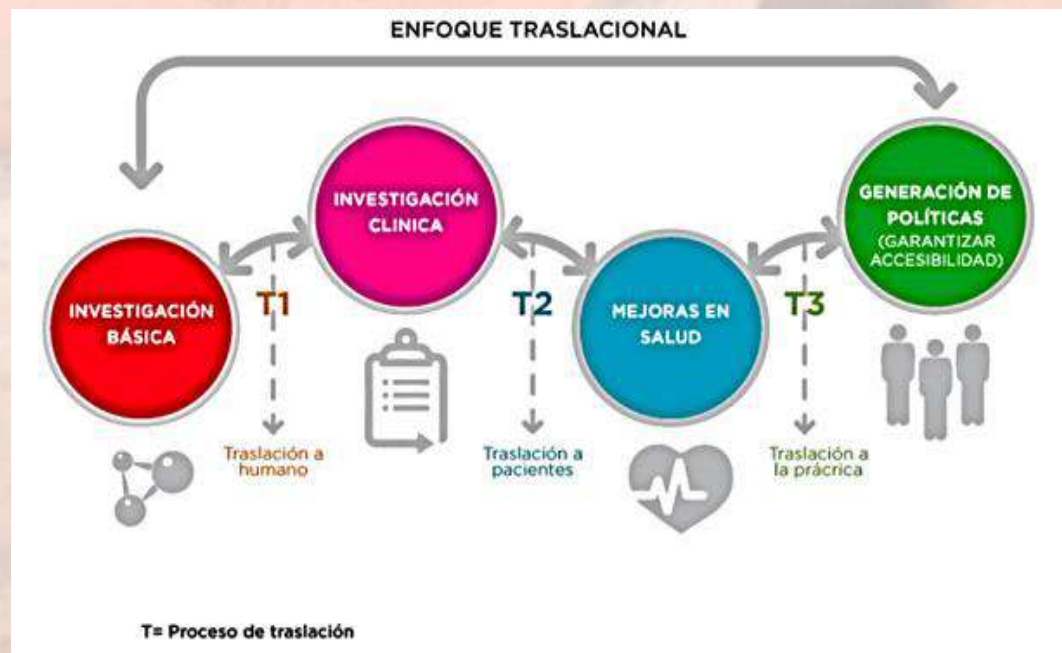 ENFOQUE TRASLACIONAL
INVESTIGACIÓN
BÁSICA
T1
Traslación a
humano
INVESTIGACIÓN
CLINICA
T2
Traslación a
pacientes
MEJORAS EN
SALUD
T3
Traslación a
la prácrica
GENERACIÓN DE
POLÍTICAS
(GARANTIZAR
ACCESIBILIDAD)
T= Proceso de traslación